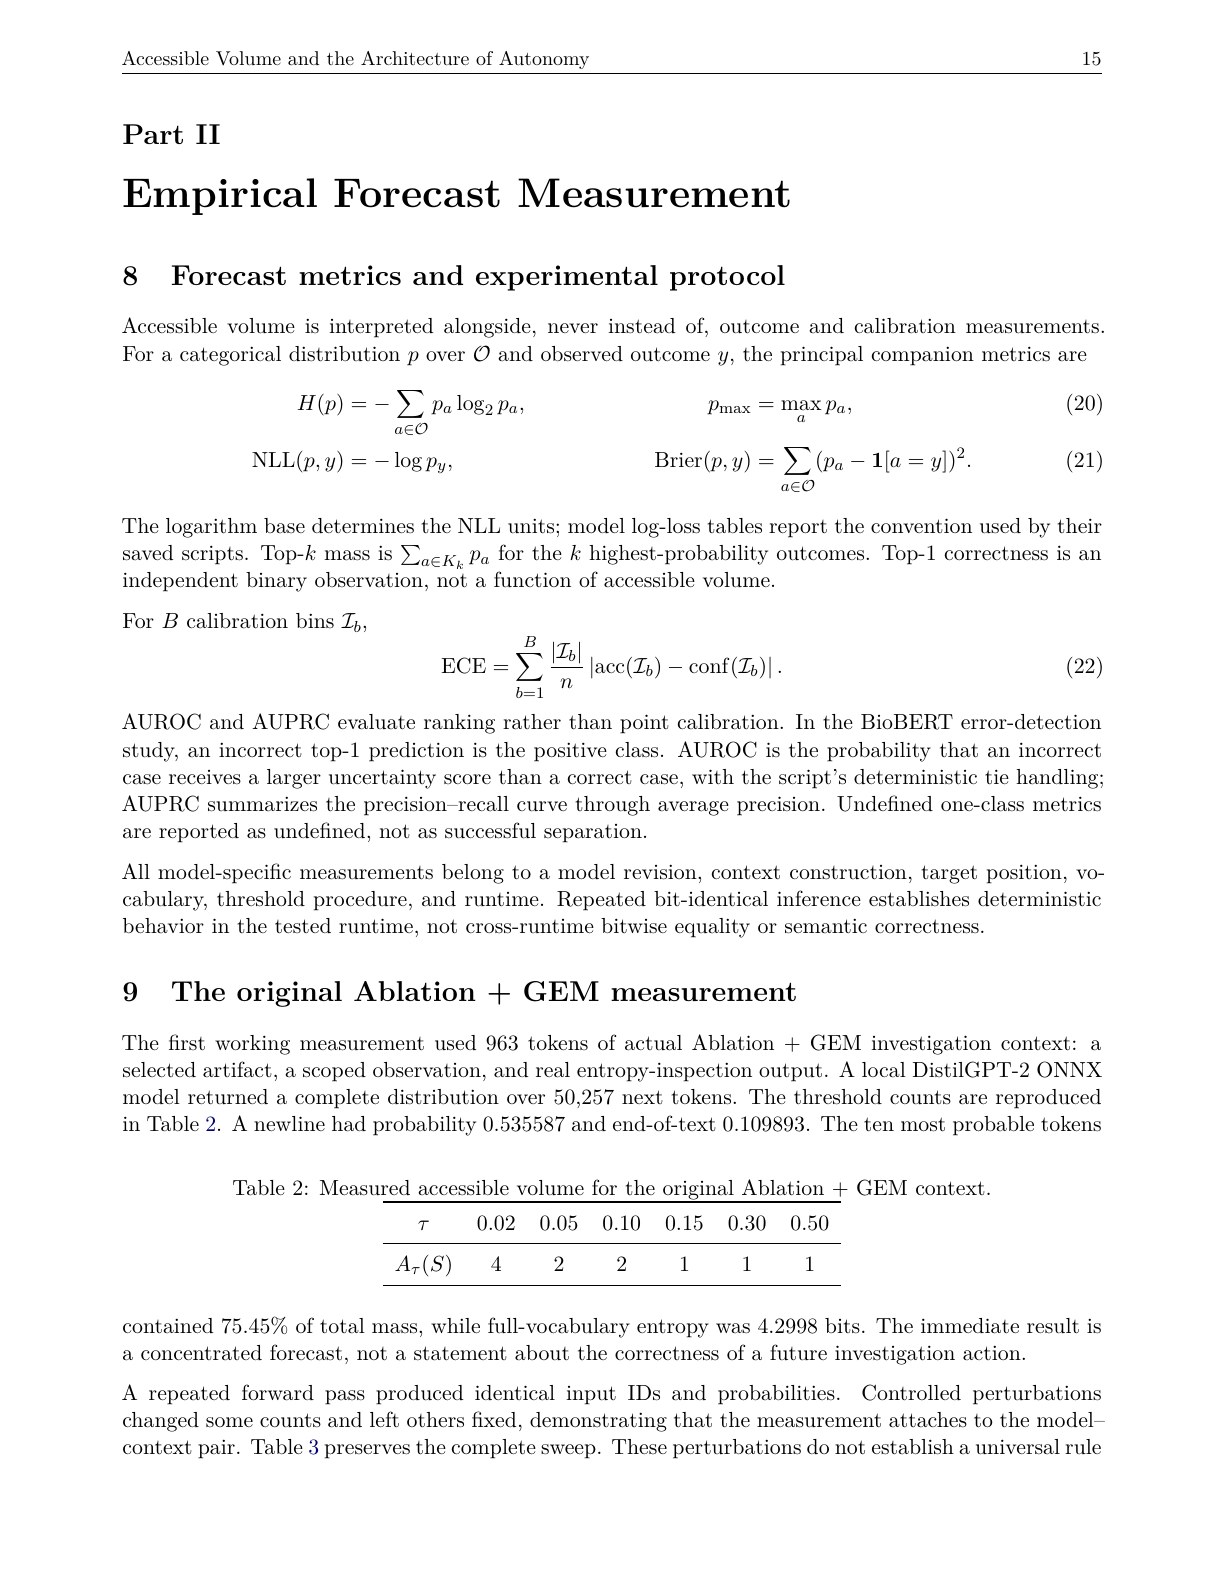 Accessible Volume and the Architecture of Autonomy 15
Part II
Empirical Forecast Measurement
8 Forecast metrics and experimental protocol
Accessible volume is interpreted alongside, never instead of, outcome and calibration measurements.
For a categorical distribution p over 𝒪 and observed outcome y, the principal companion metrics are
H(p) = − ∑_{a∈𝒪} p_a log₂ p_a, p_max = max_a p_a, (20)
NLL(p, y) = − log p_y, Brier(p, y) = ∑_{a∈𝒪} (p_a − 𝟏[a = y])². (21)
The logarithm base determines the NLL units; model log-loss tables report the convention used by their
saved scripts. Top-k mass is ∑_{a∈K_k} p_a for the k highest-probability outcomes. Top-1 correctness is an
independent binary observation, not a function of accessible volume.
For B calibration bins ℐ_b,
ECE = ∑_{b=1}^{B} |ℐ_b|/n |acc(ℐ_b) − conf(ℐ_b)| . (22)
AUROC and AUPRC evaluate ranking rather than point calibration. In the BioBERT error-detection
study, an incorrect top-1 prediction is the positive class. AUROC is the probability that an incorrect
case receives a larger uncertainty score than a correct case, with the script's deterministic tie handling;
AUPRC summarizes the precision–recall curve through average precision. Undefined one-class metrics
are reported as undefined, not as successful separation.
All model-specific measurements belong to a model revision, context construction, target position, vo-
cabulary, threshold procedure, and runtime. Repeated bit-identical inference establishes deterministic
behavior in the tested runtime, not cross-runtime bitwise equality or semantic correctness.
9 The original Ablation + GEM measurement
The first working measurement used 963 tokens of actual Ablation + GEM investigation context: a
selected artifact, a scoped observation, and real entropy-inspection output. A local DistilGPT-2 ONNX
model returned a complete distribution over 50,257 next tokens. The threshold counts are reproduced
in Table 2. A newline had probability 0.535587 and end-of-text 0.109893. The ten most probable tokens
Table 2: Measured accessible volume for the original Ablation + GEM context.
τ 0.02 0.05 0.10 0.15 0.30 0.50
A_τ(S) 4 2 2 1 1 1
contained 75.45% of total mass, while full-vocabulary entropy was 4.2998 bits. The immediate result is
a concentrated forecast, not a statement about the correctness of a future investigation action.
A repeated forward pass produced identical input IDs and probabilities. Controlled perturbations
changed some counts and left others fixed, demonstrating that the measurement attaches to the model–
context pair. Table 3 preserves the complete sweep. These perturbations do not establish a universal rule